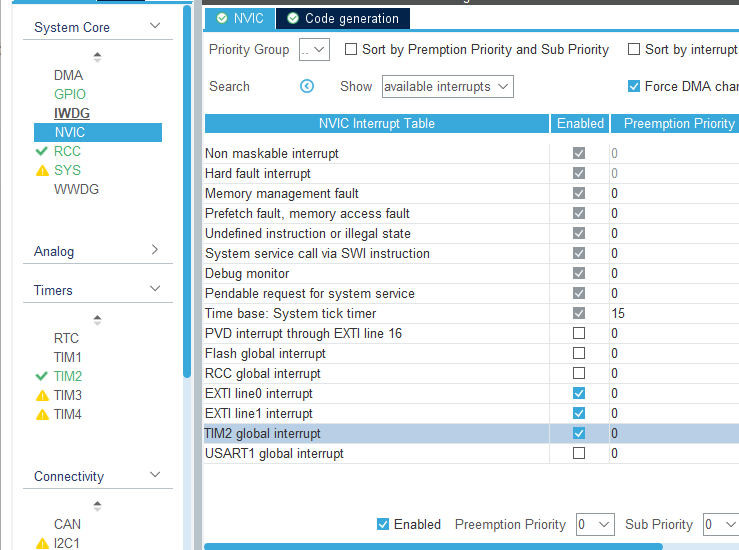 System Core
DMA
GPIO
IWDG
NVIC
RCC
SYS
WWDG
Analog
Timers
RTC
TIM1
TIM2
TIM3
TIM4
Connectivity
CAN
I2C1
NVIC Code generation
Priority Group .. Sort by Premption Priority and Sub Priority Sort by interrupt
Search Show available interrupts Force DMA char
NVIC Interrupt Table Enabled Preemption Priority
Non maskable interrupt 0
Hard fault interrupt 0
Memory management fault 0
Prefetch fault, memory access fault 0
Undefined instruction or illegal state 0
System service call via SWI instruction 0
Debug monitor 0
Pendable request for system service 0
Time base: System tick timer 15
PVD interrupt through EXTI line 16 0
Flash global interrupt 0
RCC global interrupt 0
EXTI line0 interrupt 0
EXTI line1 interrupt 0
TIM2 global interrupt 0
USART1 global interrupt 0
Enabled Preemption Priority 0 Sub Priority 0